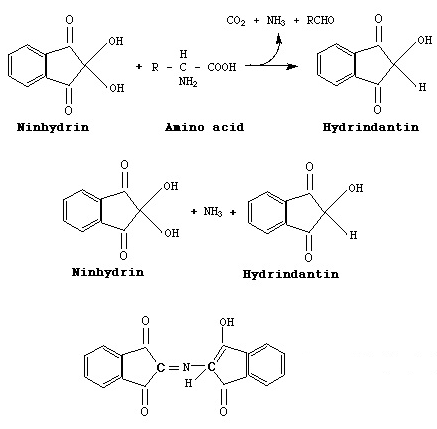 CO2 + NH3 + RCHO
O
OH
OH
O
+ R - C - COOH
H
NH2
O
OH
H
O
Ninhydrin Amino acid Hydrindantin
O
OH
OH
O
+ NH3 +
O
OH
H
O
Ninhydrin Hydrindantin
O
OH
C = N - C
H
O
O